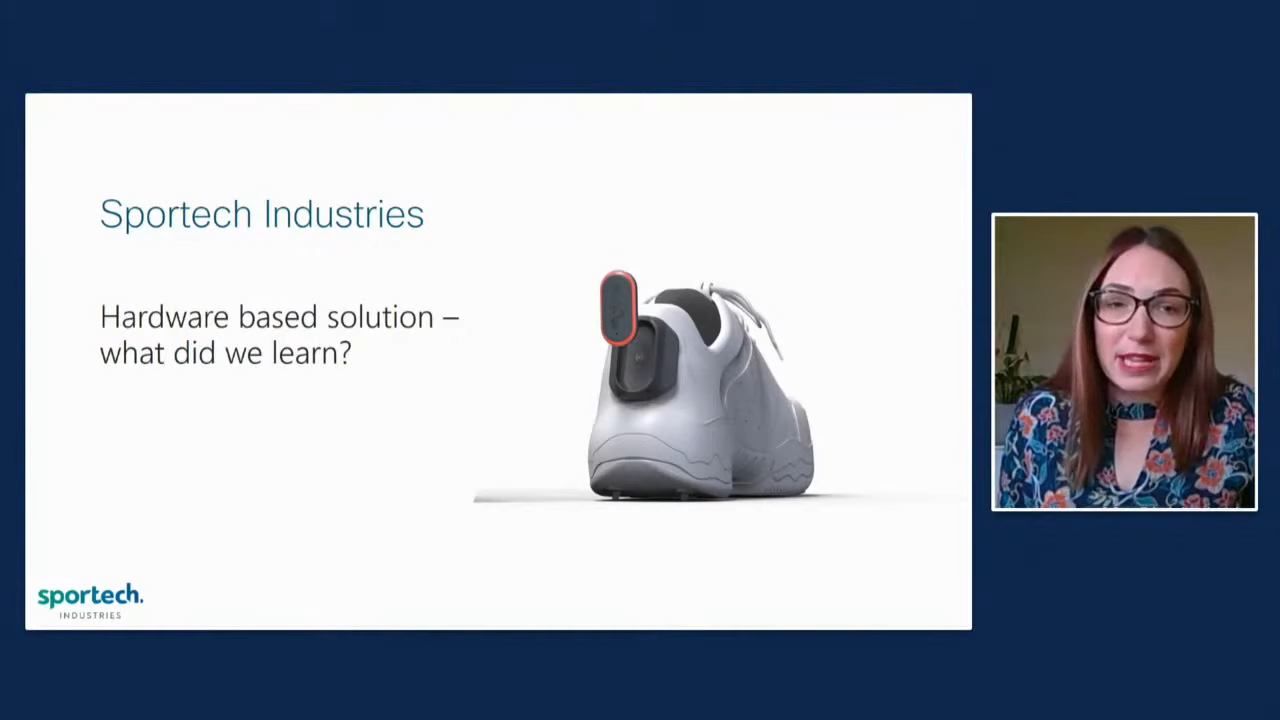 Sportech Industries
Hardware based solution –
what did we learn?
sportech.
INDUSTRIES